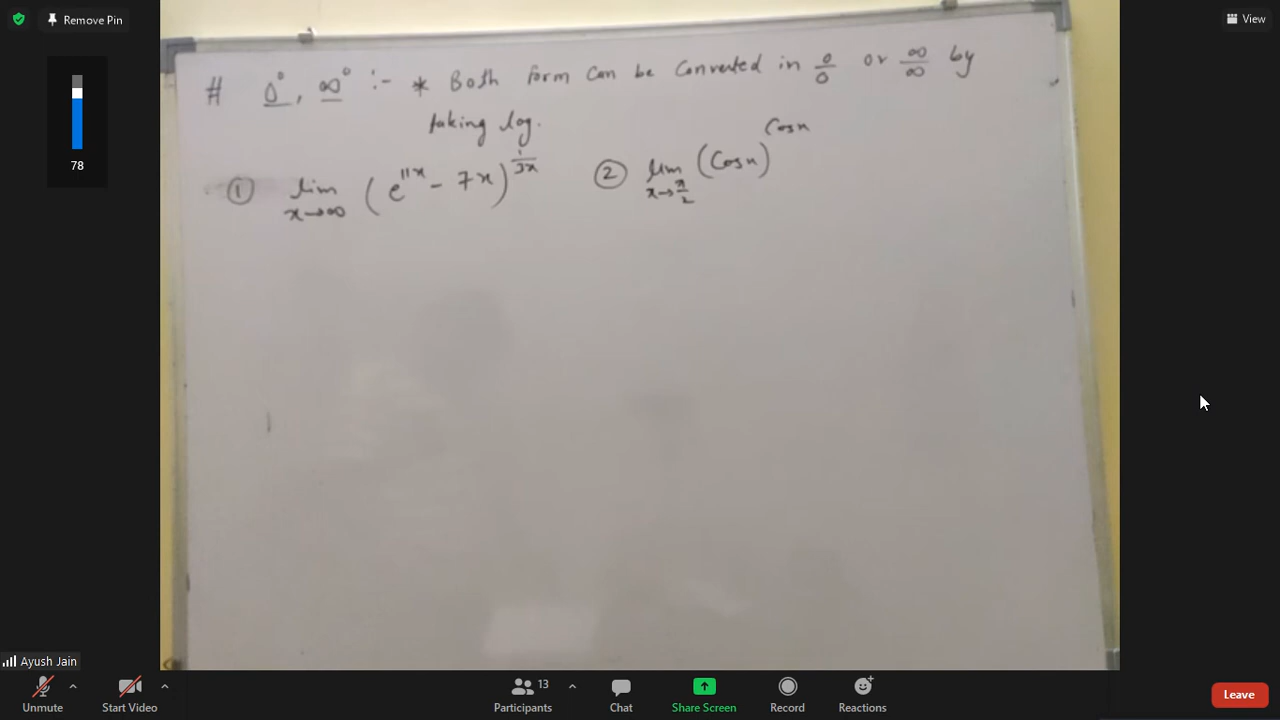 Remove Pin
View
# 0⁰, ∞⁰ :- * Both form can be converted in 0/0 or ∞/∞ by
taking log.
① lim x→∞ (e^11x - 7x)^1/3x ② lim x→π/2 (Cosx)^Cosx
78
Ayush Jain
Unmute Start Video Participants 13 Chat Share Screen Record Reactions Leave